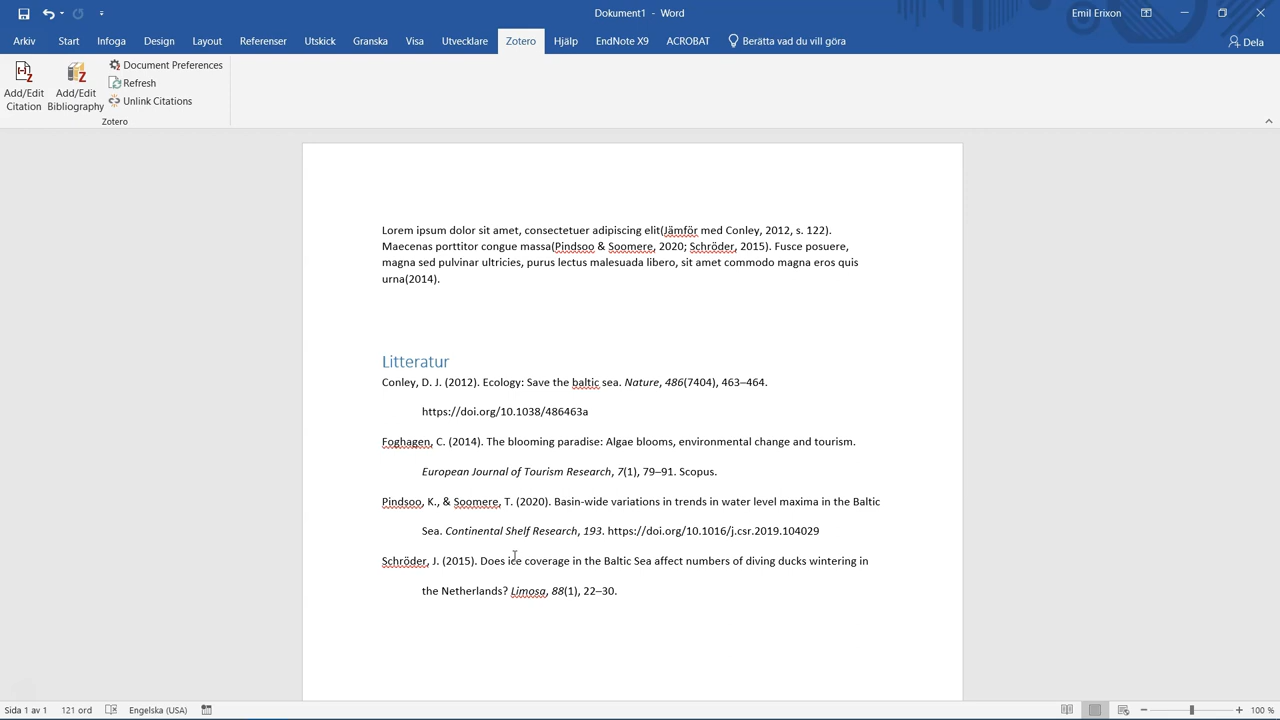 Dokument1 - Word
Emil Erixon
Arkiv Start Infoga Design Layout Referenser Utskick Granska Visa Utvecklare Zotero Hjälp EndNote X9 ACROBAT Berätta vad du vill göra Dela
Add/Edit Citation
Add/Edit Bibliography
Document Preferences
Refresh
Unlink Citations
Zotero
Lorem ipsum dolor sit amet, consectetuer adipiscing elit(Jämför med Conley, 2012, s. 122).
Maecenas porttitor congue massa(Pindsoo & Soomere, 2020; Schröder, 2015). Fusce posuere,
magna sed pulvinar ultricies, purus lectus malesuada libero, sit amet commodo magna eros quis
urna(2014).
Litteratur
Conley, D. J. (2012). Ecology: Save the baltic sea. Nature, 486(7404), 463–464.
https://doi.org/10.1038/486463a
Foghagen, C. (2014). The blooming paradise: Algae blooms, environmental change and tourism.
European Journal of Tourism Research, 7(1), 79–91. Scopus.
Pindsoo, K., & Soomere, T. (2020). Basin-wide variations in trends in water level maxima in the Baltic
Sea. Continental Shelf Research, 193. https://doi.org/10.1016/j.csr.2019.104029
Schröder, J. (2015). Does ice coverage in the Baltic Sea affect numbers of diving ducks wintering in
the Netherlands? Limosa, 88(1), 22–30.
Sida 1 av 1 121 ord Engelska (USA) 100 %